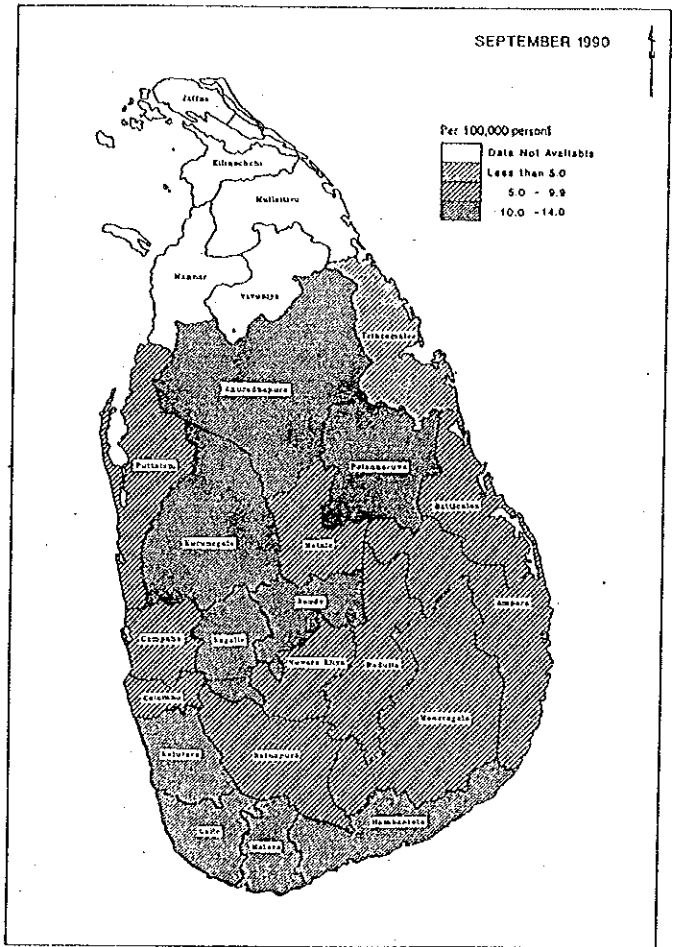 SEPTEMBER 1990
Per 100,000 persons
Data Not Available
Less than 5.0
5.0 - 9.9
10.0 - 14.0
Jaffna
Kilinochchi
Mullaitivu
Mannar
Vavuniya
Trincomalee
Anuradhapura
Puttalam
Polonnaruwa
Batticaloa
Kurunegala
Matale
Kandy
Ampara
Gampaha
Kegalle
Nuwara Eliya
Badulla
Colombo
Moneragala
Ratnapura
Kalutara
Hambantota
Galle
Matara